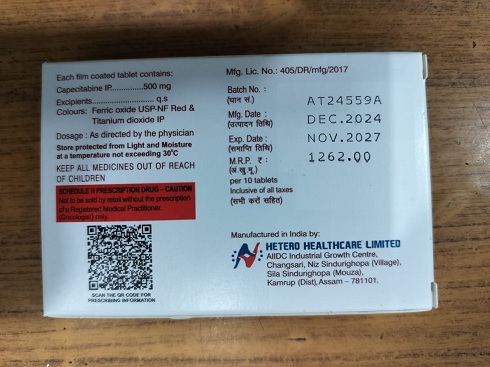 Each film coated tablet contains:
Capecitabine IP...............500 mg
Excipients............................ q.s
Colours: Ferric oxide USP-NF Red &
Titanium dioxide IP
Dosage : As directed by the physician
Store protected from Light and Moisture
at a temperature not exceeding 30°C
KEEP ALL MEDICINES OUT OF REACH
OF CHILDREN
SCHEDULE H PRESCRIPTION DRUG – CAUTION
Not to be sold by retail without the prescription
of a Registered Medical Practitioner.
(Oncologist) only
SCAN THE QR CODE FOR
PRESCRIBING INFORMATION
Mfg. Lic. No.: 405/DR/mfg/2017
Batch No. :
(घान सं.) AT24559A
Mfg. Date :
(उत्पादन तिथि) DEC.2024
Exp. Date :
(समाप्ति तिथि) NOV.2027
M.R.P. ₹ : 1262.00
(अ.खु.मू.)
per 10 tablets
Inclusive of all taxes
(सभी करों सहित)
Manufactured in India by:
HETERO HEALTHCARE LIMITED
AIIDC Industrial Growth Centre,
Changsari, Niz Sindurighopa (Village),
Sila Sindurighopa (Mouza),
Kamrup (Dist), Assam – 781101.